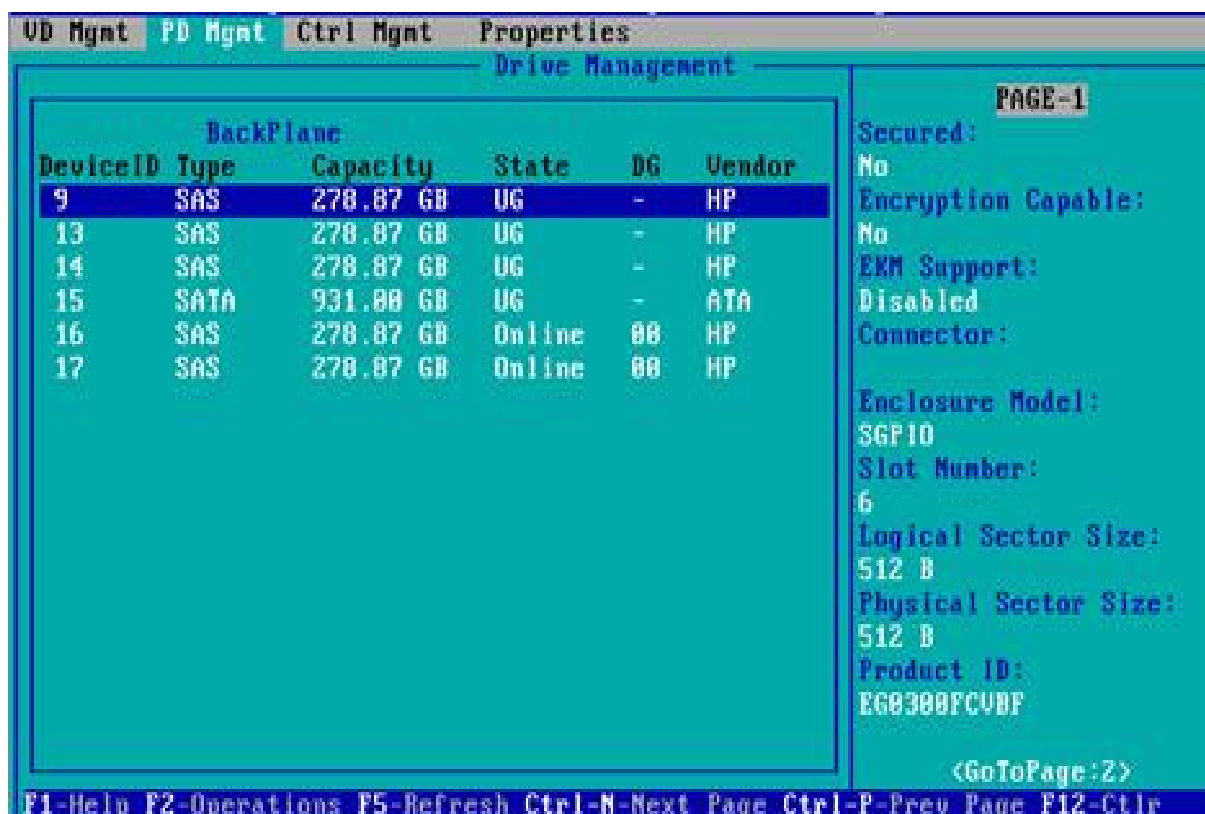 VD Mgmt PD Mgmt Ctrl Mgmt Properties
Drive Management
BackPlane
DeviceID Type Capacity State DG Vendor
9 SAS 278.87 GB UG - HP
13 SAS 278.87 GB UG - HP
14 SAS 278.87 GB UG - HP
15 SATA 931.00 GB UG - ATA
16 SAS 278.87 GB Online 00 HP
17 SAS 278.87 GB Online 00 HP
PAGE-1
Secured:
No
Encryption Capable:
No
EKM Support:
Disabled
Connector:
Enclosure Model:
SGPIO
Slot Number:
6
Logical Sector Size:
512 B
Physical Sector Size:
512 B
Product ID:
EG0300FCVBF
<GoToPage:2>
F1-Help F2-Operations F5-Refresh Ctrl-N-Next Page Ctrl-P-Prev Page F12-Ctlr